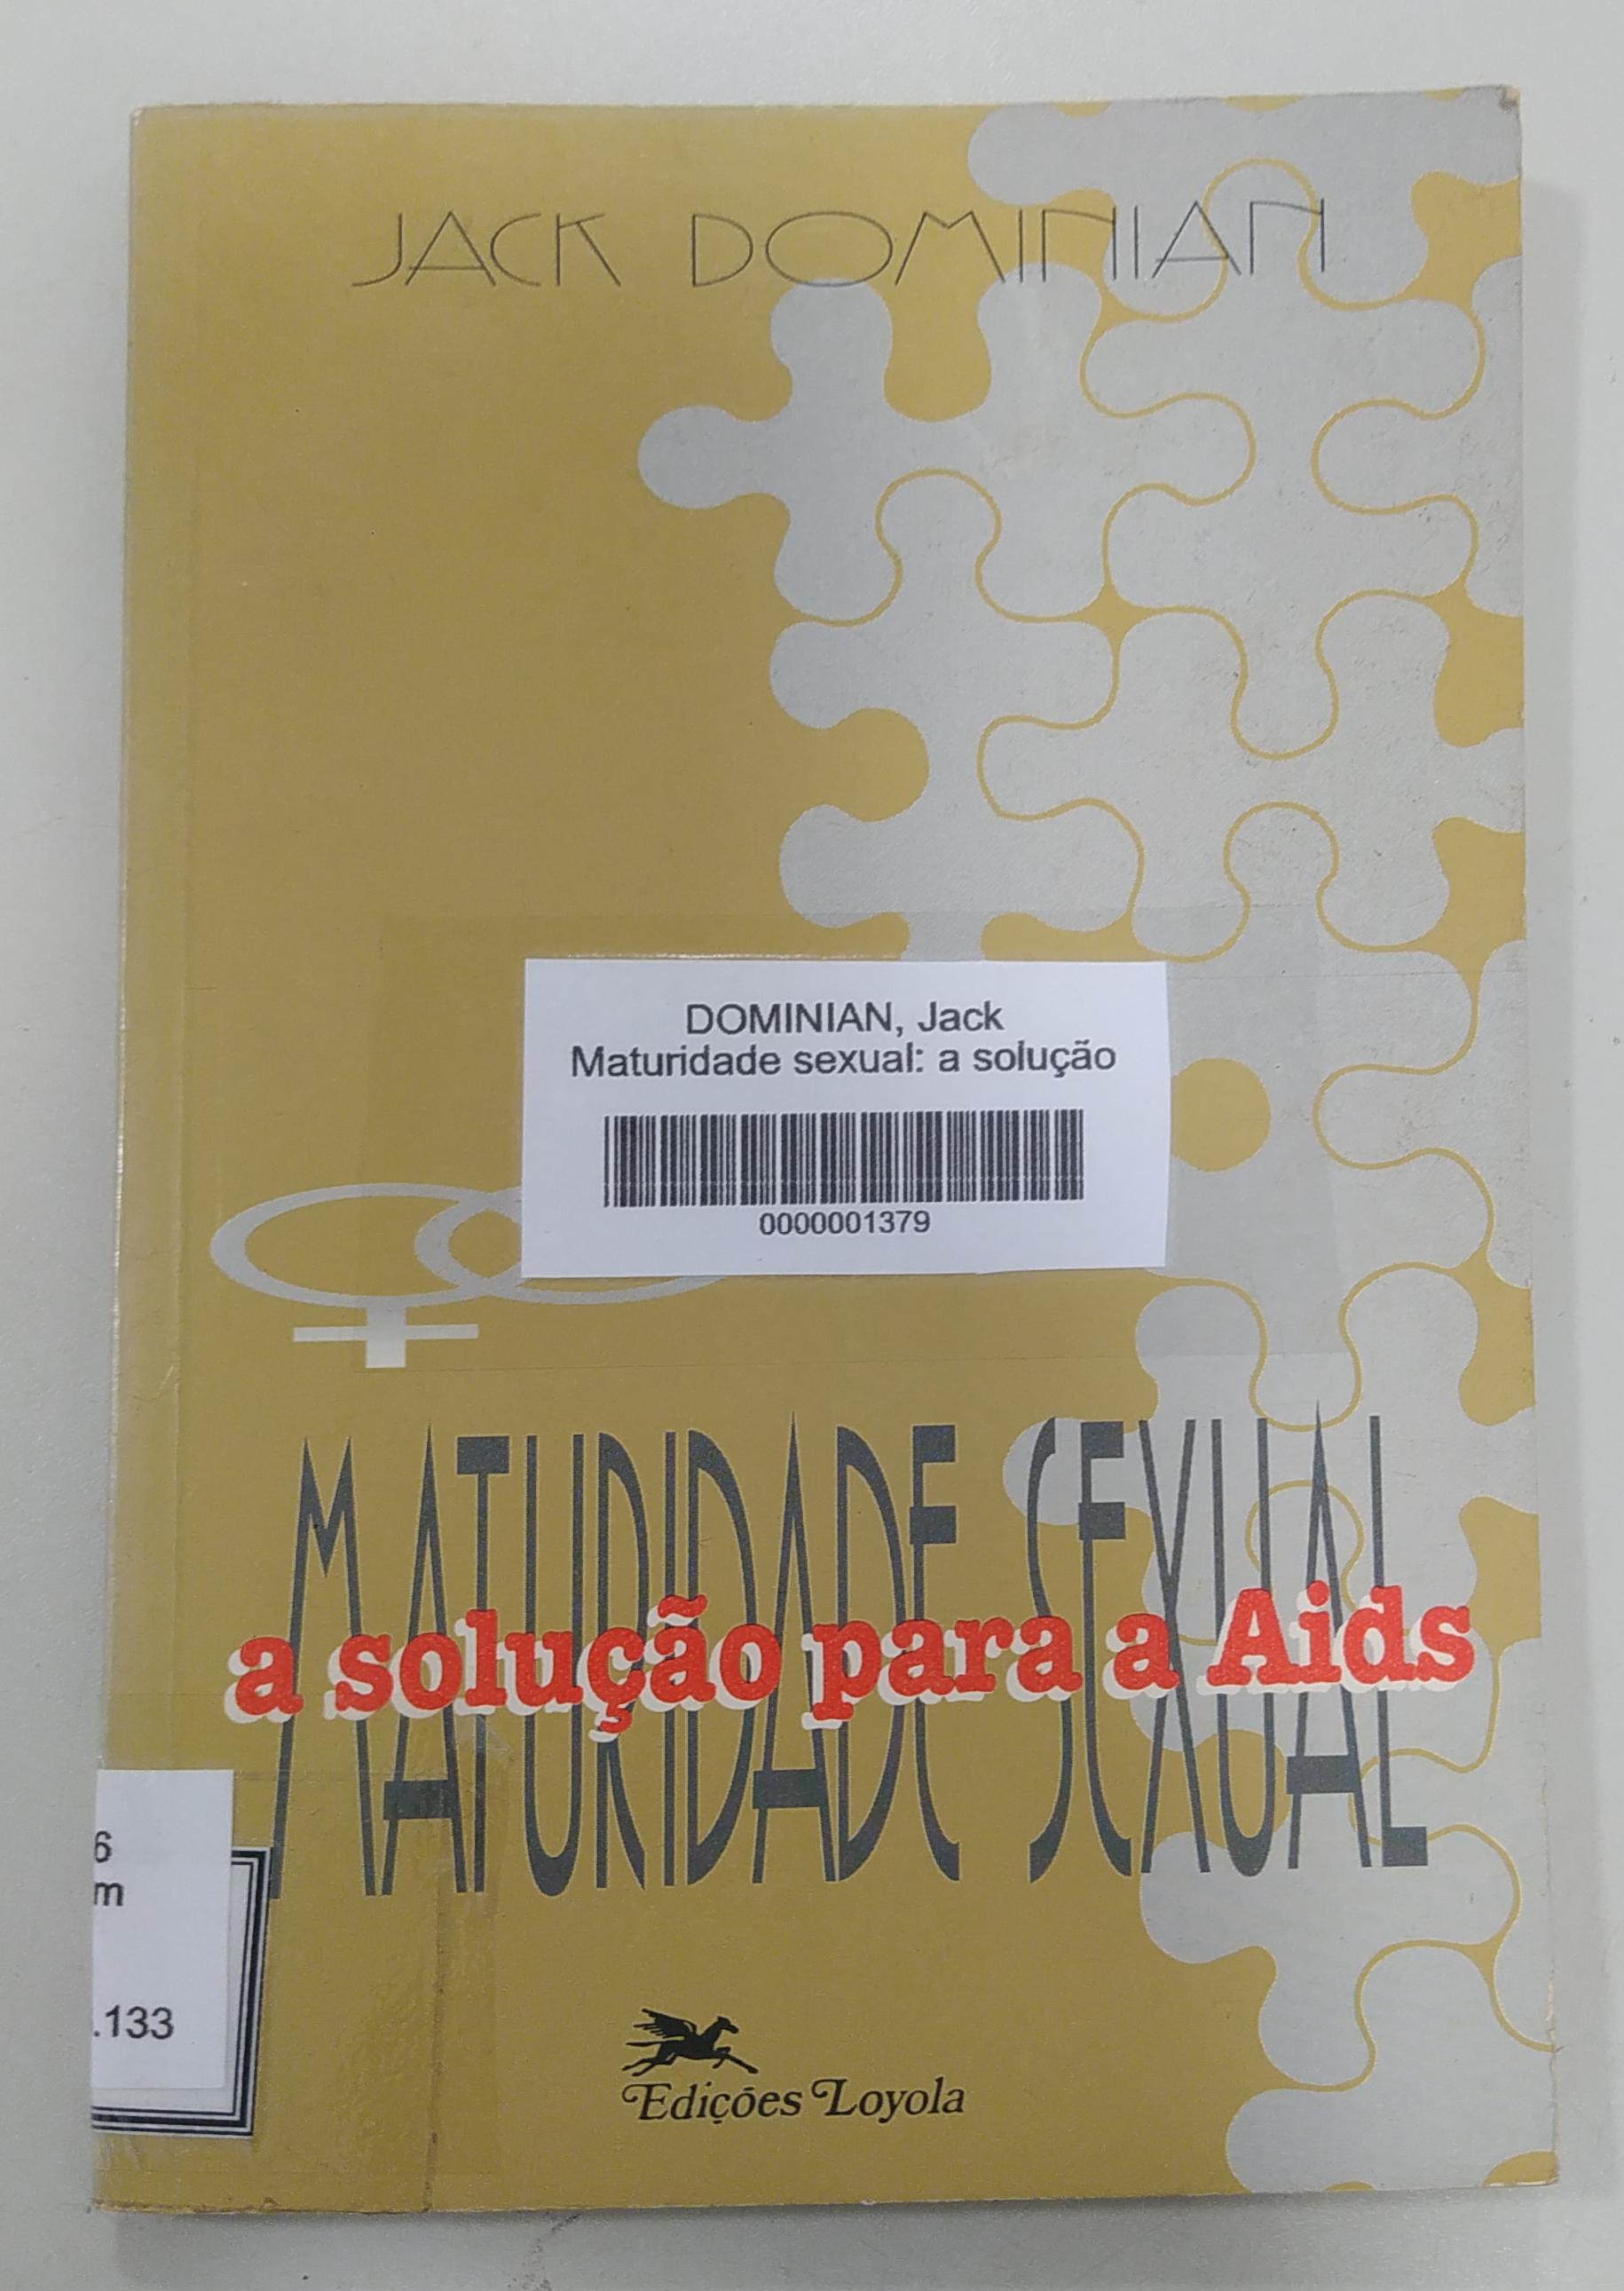 JACK DOMINIAN
DOMINIAN, Jack
Maturidade sexual: a solução
0000001379
MATURIDADE SEXUAL
a solução para a Aids
6
m
.133
Edições Loyola